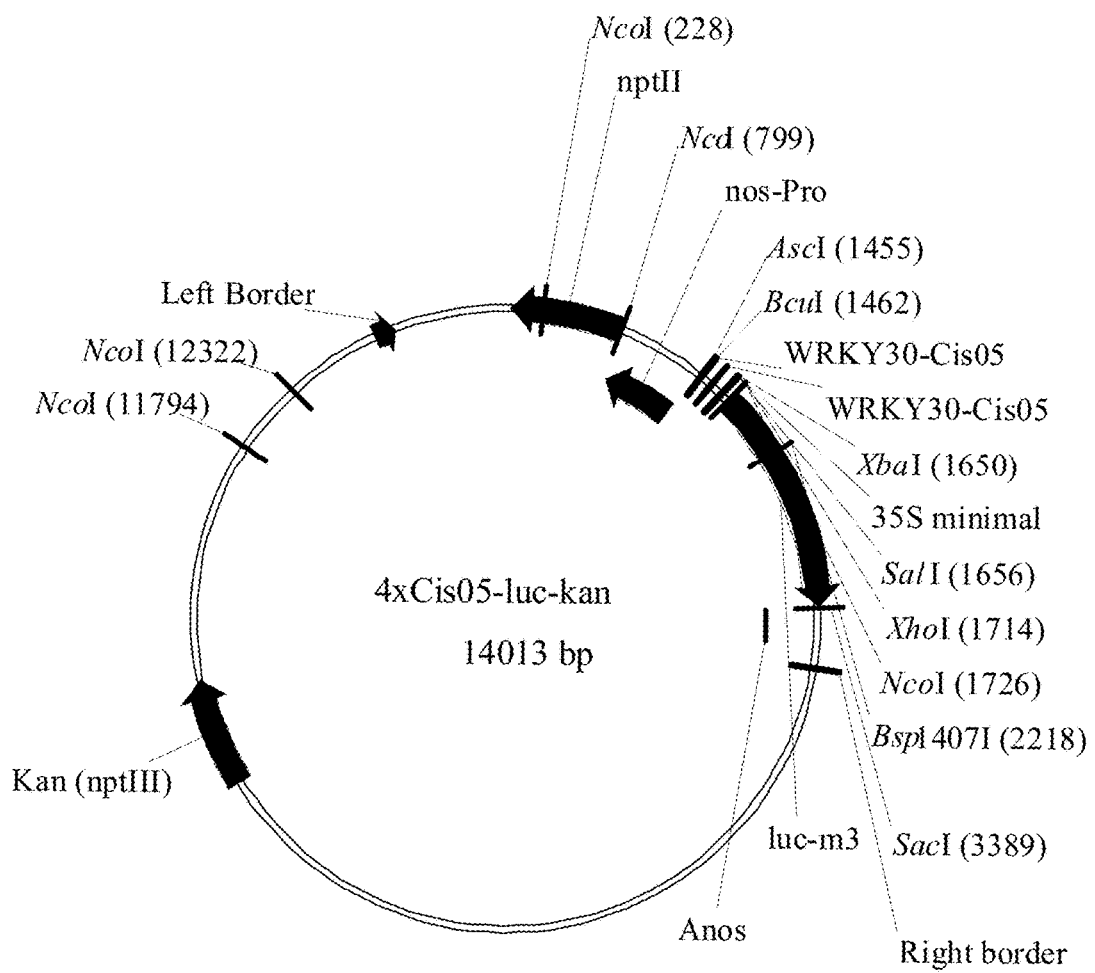 NcoI (228)
nptII
NcoI (799)
nos-Pro
AscI (1455)
BcuI (1462)
WRKY30-Cis05
WRKY30-Cis05
XbaI (1650)
35S minimal
SalI (1656)
XhoI (1714)
NcoI (1726)
Bsp1407I (2218)
SacI (3389)
Right border
luc-m3
Anos
Kan (nptIII)
NcoI (11794)
NcoI (12322)
Left Border
4xCis05-luc-kan
14013 bp